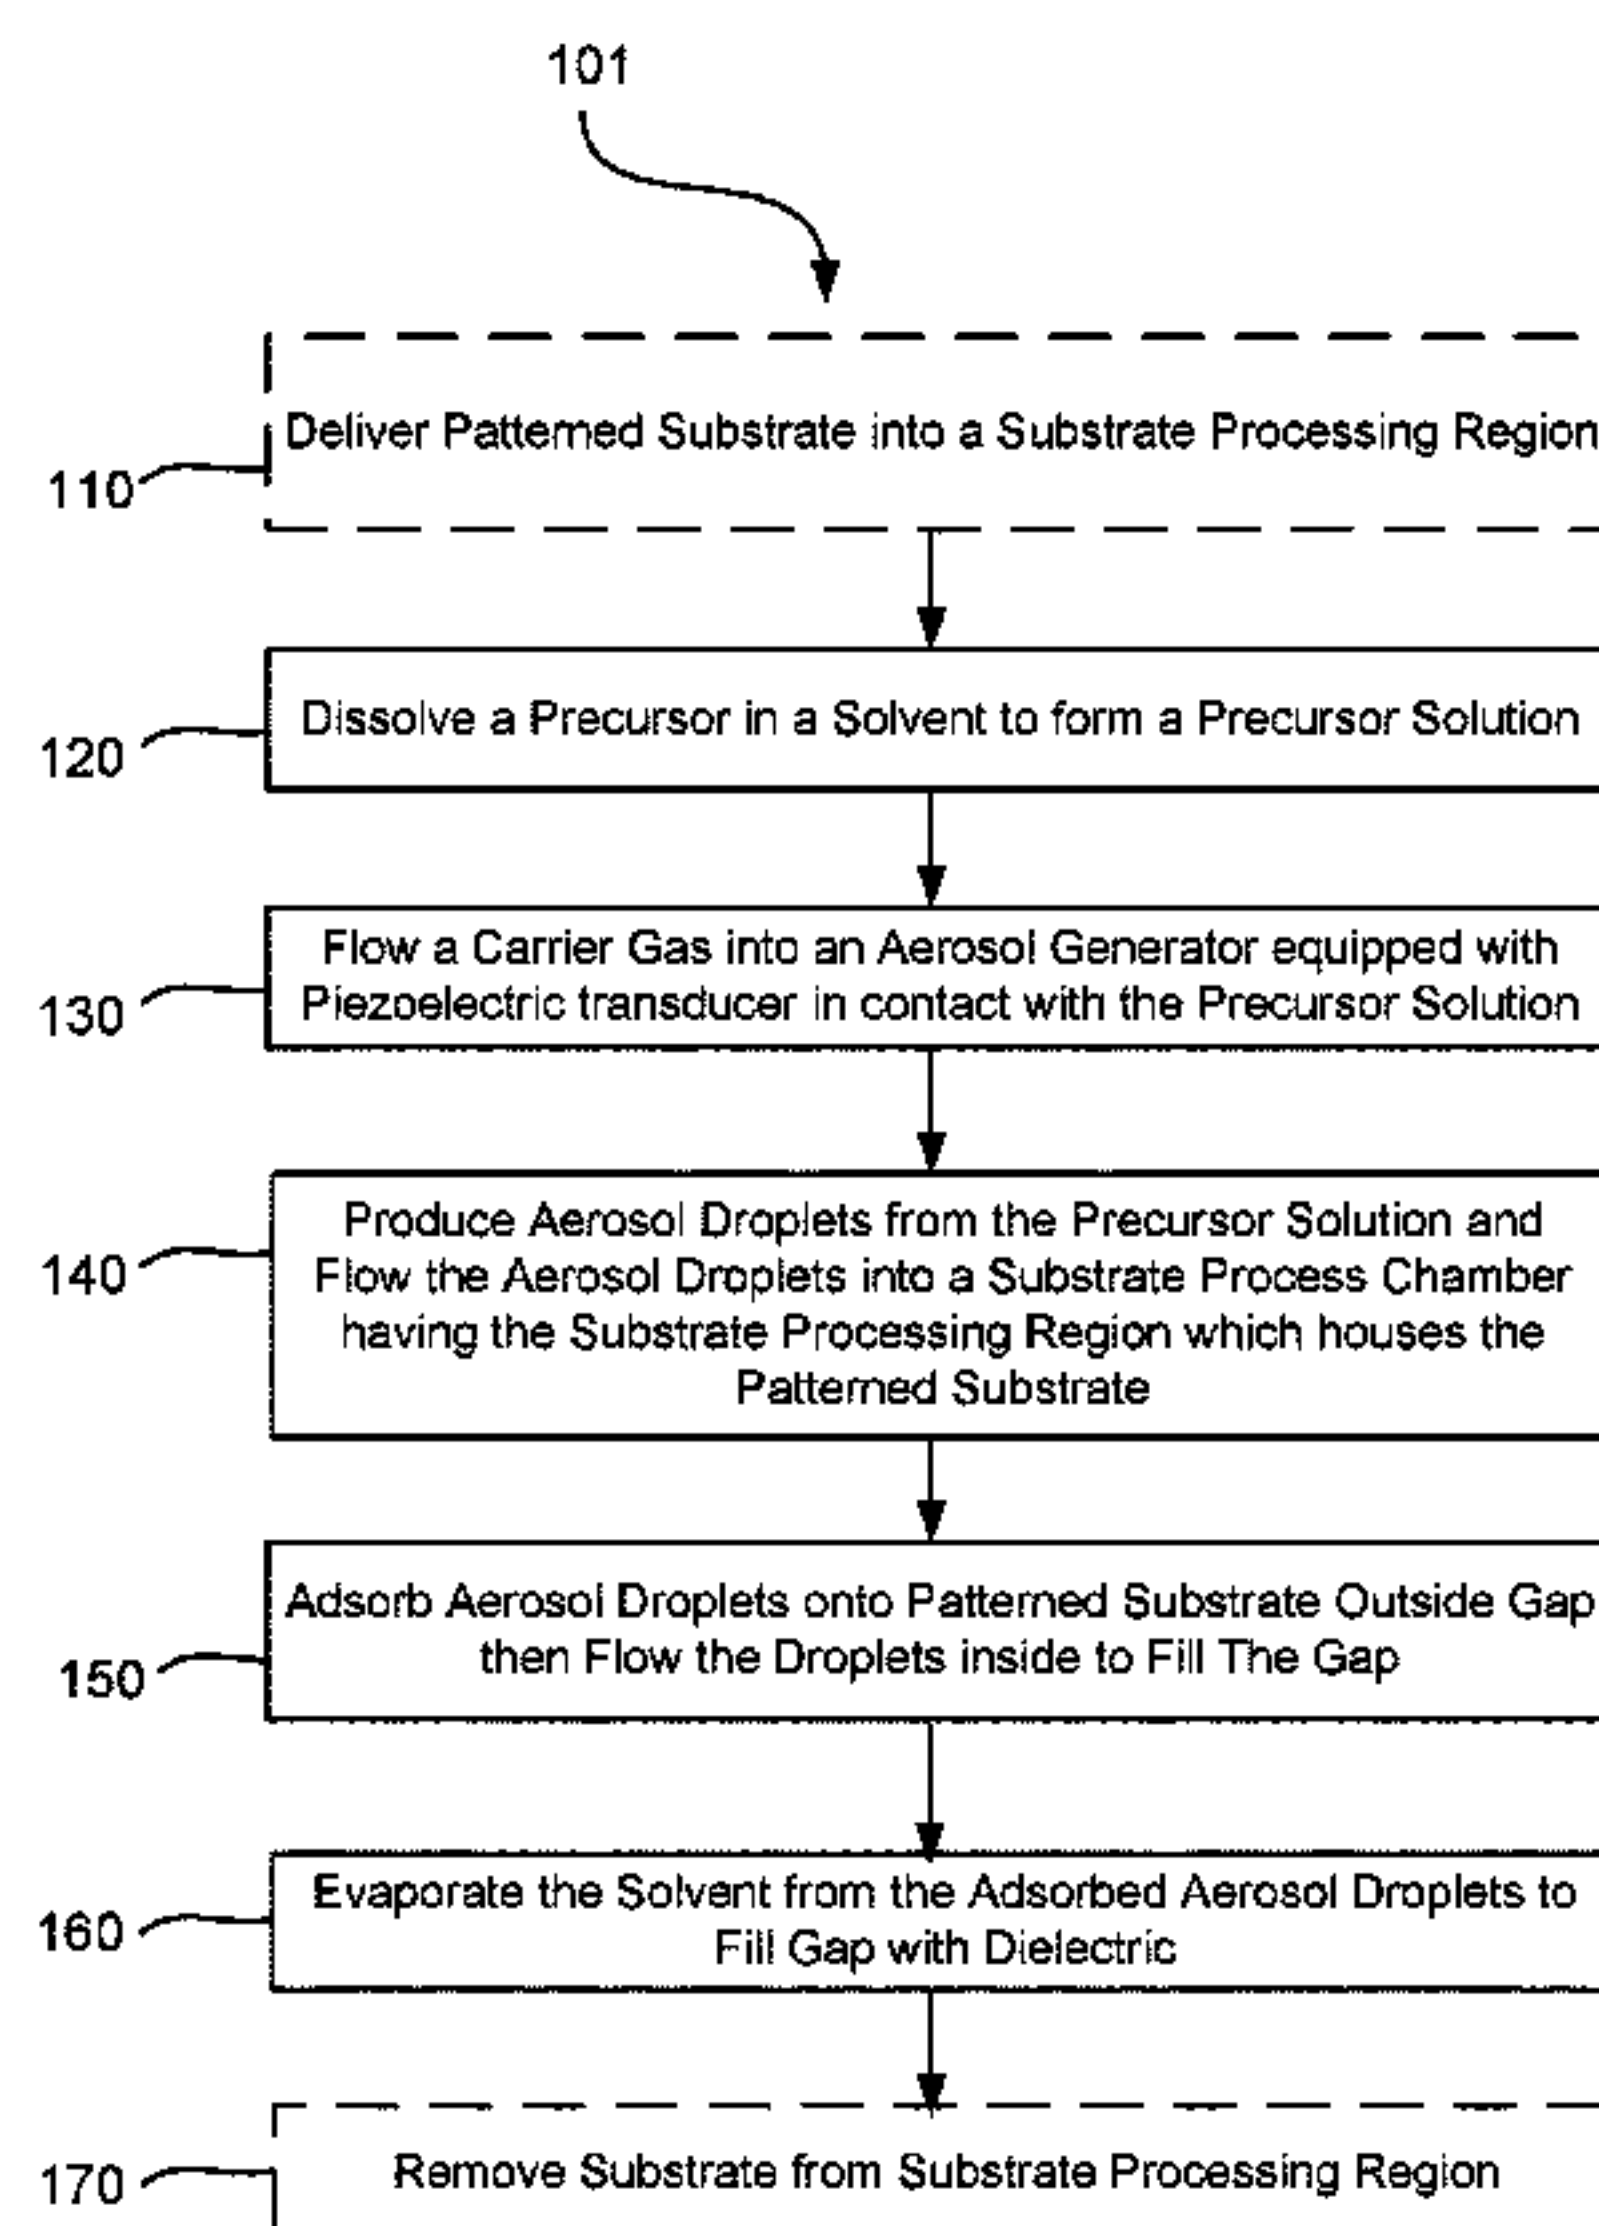 101
Deliver Patterned Substrate into a Substrate Processing Region
110
Dissolve a Precursor in a Solvent to form a Precursor Solution
120
Flow a Carrier Gas into an Aerosol Generator equipped with
Piezoelectric transducer in contact with the Precursor Solution
130
Produce Aerosol Droplets from the Precursor Solution and
Flow the Aerosol Droplets into a Substrate Process Chamber
having the Substrate Processing Region which houses the
Patterned Substrate
140
Adsorb Aerosol Droplets onto Patterned Substrate Outside Gap
then Flow the Droplets inside to Fill The Gap
150
Evaporate the Solvent from the Adsorbed Aerosol Droplets to
Fill Gap with Dielectric
160
Remove Substrate from Substrate Processing Region
170